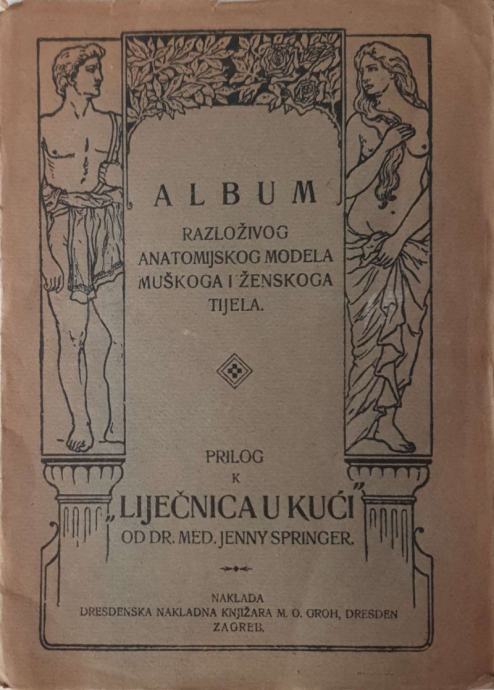 ALBUM
RAZLOŽIVOG
ANATOMIJSKOG MODELA
MUŠKOGA I ŽENSKOGA
TIJELA.
PRILOG
K
„LIJEČNICA U KUĆI”
OD DR. MED. JENNY SPRINGER.
NAKLADA
DRESDENSKA NAKLADNA KNJIŽARA M. O. GROH, DRESDEN
ZAGREB.